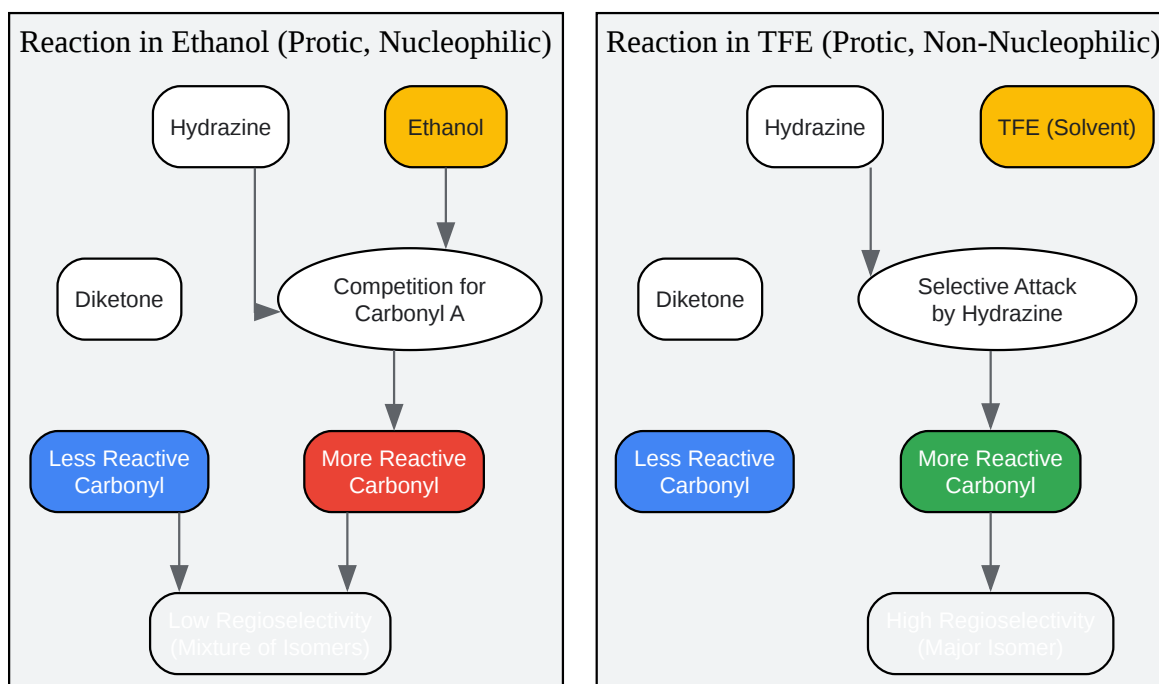 Reaction in Ethanol (Protic, Nucleophilic)
Hydrazine
Ethanol
Diketone
Competition for
Carbonyl A
Less Reactive
Carbonyl
More Reactive
Carbonyl
Low Regioselectivity
(Mixture of Isomers)
Reaction in TFE (Protic, Non-Nucleophilic)
Hydrazine
TFE (Solvent)
Diketone
Selective Attack
by Hydrazine
Less Reactive
Carbonyl
More Reactive
Carbonyl
High Regioselectivity
(Major Isomer)